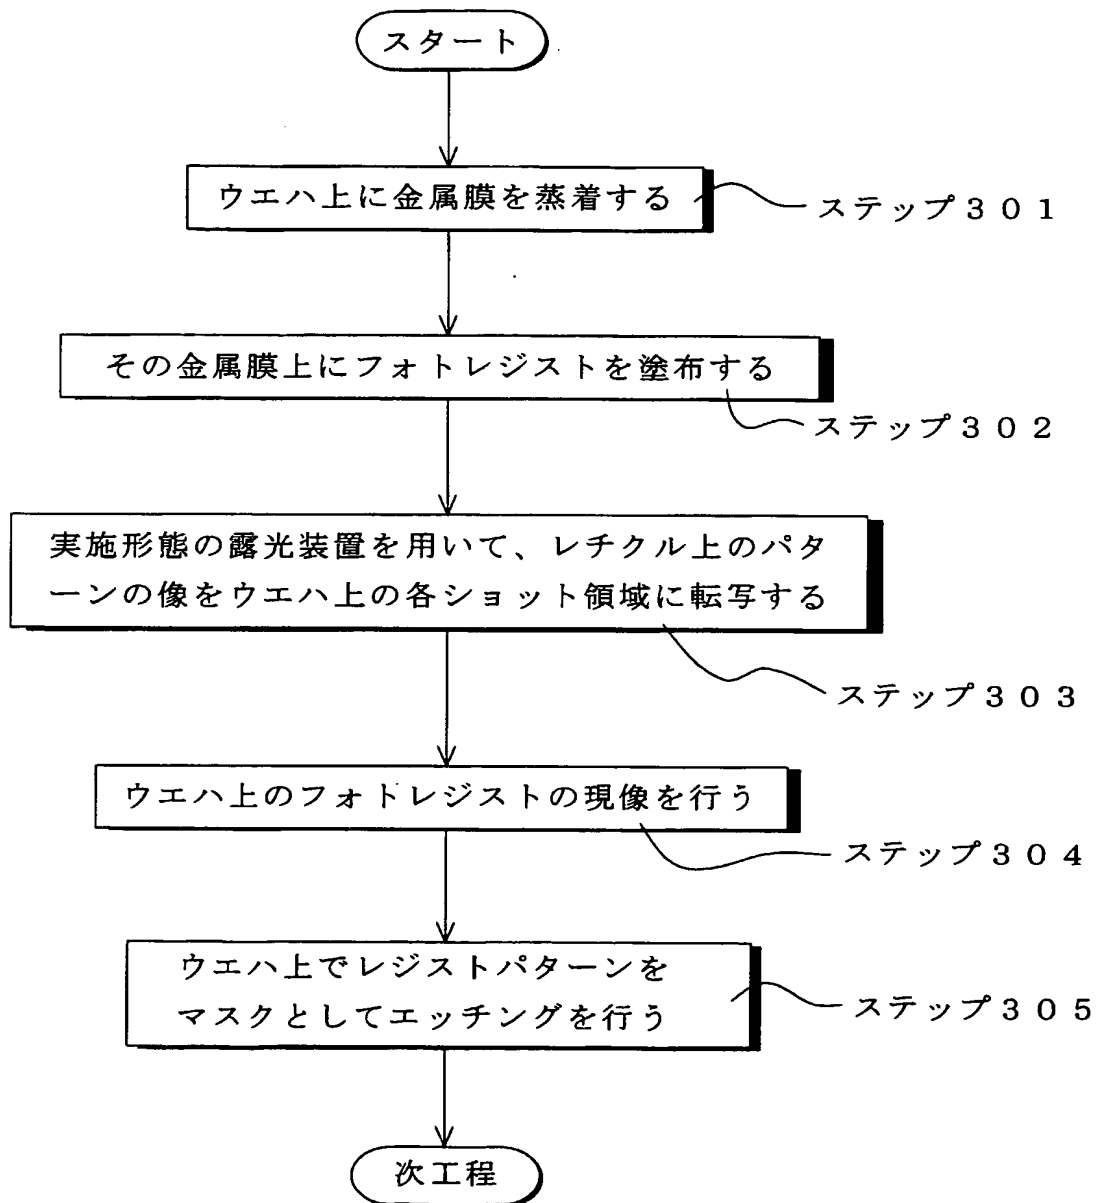 スタート
ウエハ上に金属膜を蒸着する
ステップ301
その金属膜上にフォトレジストを塗布する
ステップ302
実施形態の露光装置を用いて、レチクル上のパタ
ーンの像をウエハ上の各ショット領域に転写する
ステップ303
ウエハ上のフォトレジストの現像を行う
ステップ304
ウエハ上でレジストパターンを
マスクとしてエッチングを行う
ステップ305
次工程